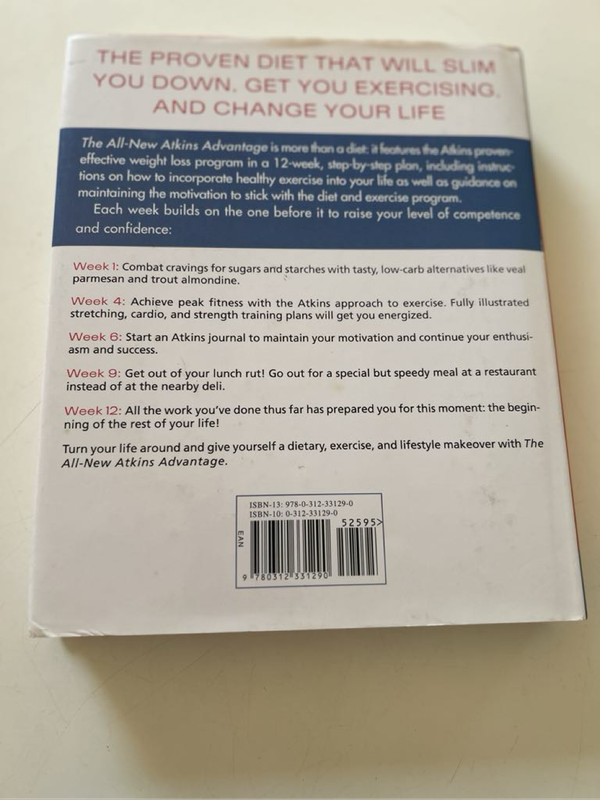 THE PROVEN DIET THAT WILL SLIM
YOU DOWN, GET YOU EXERCISING,
AND CHANGE YOUR LIFE
The All-New Atkins Advantage is more than a diet: it features the Atkins proven-
effective weight loss program in a 12-week, step-by-step plan, including instruc-
tions on how to incorporate healthy exercise into your life as well as guidance on
maintaining the motivation to stick with the diet and exercise program.
Each week builds on the one before it to raise your level of competence
and confidence:
Week 1: Combat cravings for sugars and starches with tasty, low-carb alternatives like veal
parmesan and trout almondine.
Week 4: Achieve peak fitness with the Atkins approach to exercise. Fully illustrated
stretching, cardio, and strength training plans will get you energized.
Week 6: Start an Atkins journal to maintain your motivation and continue your enthusi-
asm and success.
Week 9: Get out of your lunch rut! Go out for a special but speedy meal at a restaurant
instead of at the nearby deli.
Week 12: All the work you've done thus far has prepared you for this moment: the begin-
ning of the rest of your life!
Turn your life around and give yourself a dietary, exercise, and lifestyle makeover with The
All-New Atkins Advantage.
ISBN-13: 978-0-312-33129-0
ISBN-10: 0-312-33129-0
52595>
EAN
9 780312 331290